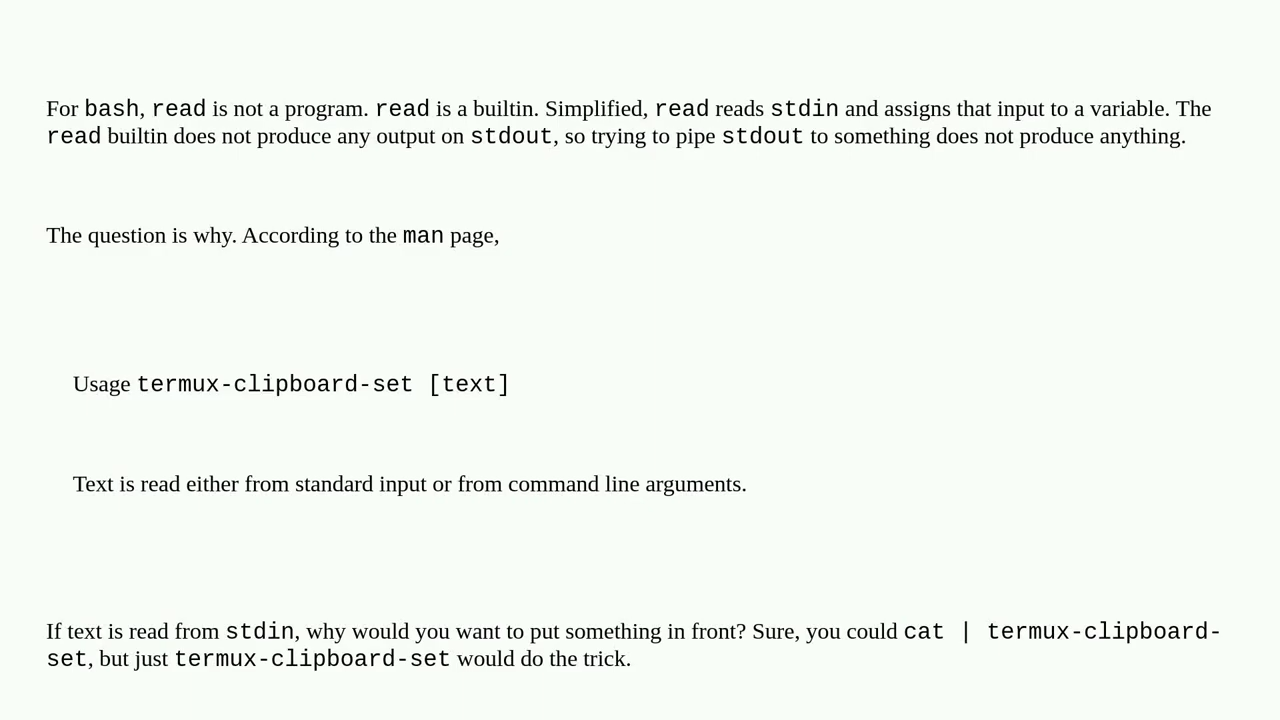 For bash, read is not a program. read is a builtin. Simplified, read reads stdin and assigns that input to a variable. The
read builtin does not produce any output on stdout, so trying to pipe stdout to something does not produce anything.
The question is why. According to the man page,
Usage termux-clipboard-set [text]
Text is read either from standard input or from command line arguments.
If text is read from stdin, why would you want to put something in front? Sure, you could cat | termux-clipboard-
set, but just termux-clipboard-set would do the trick.